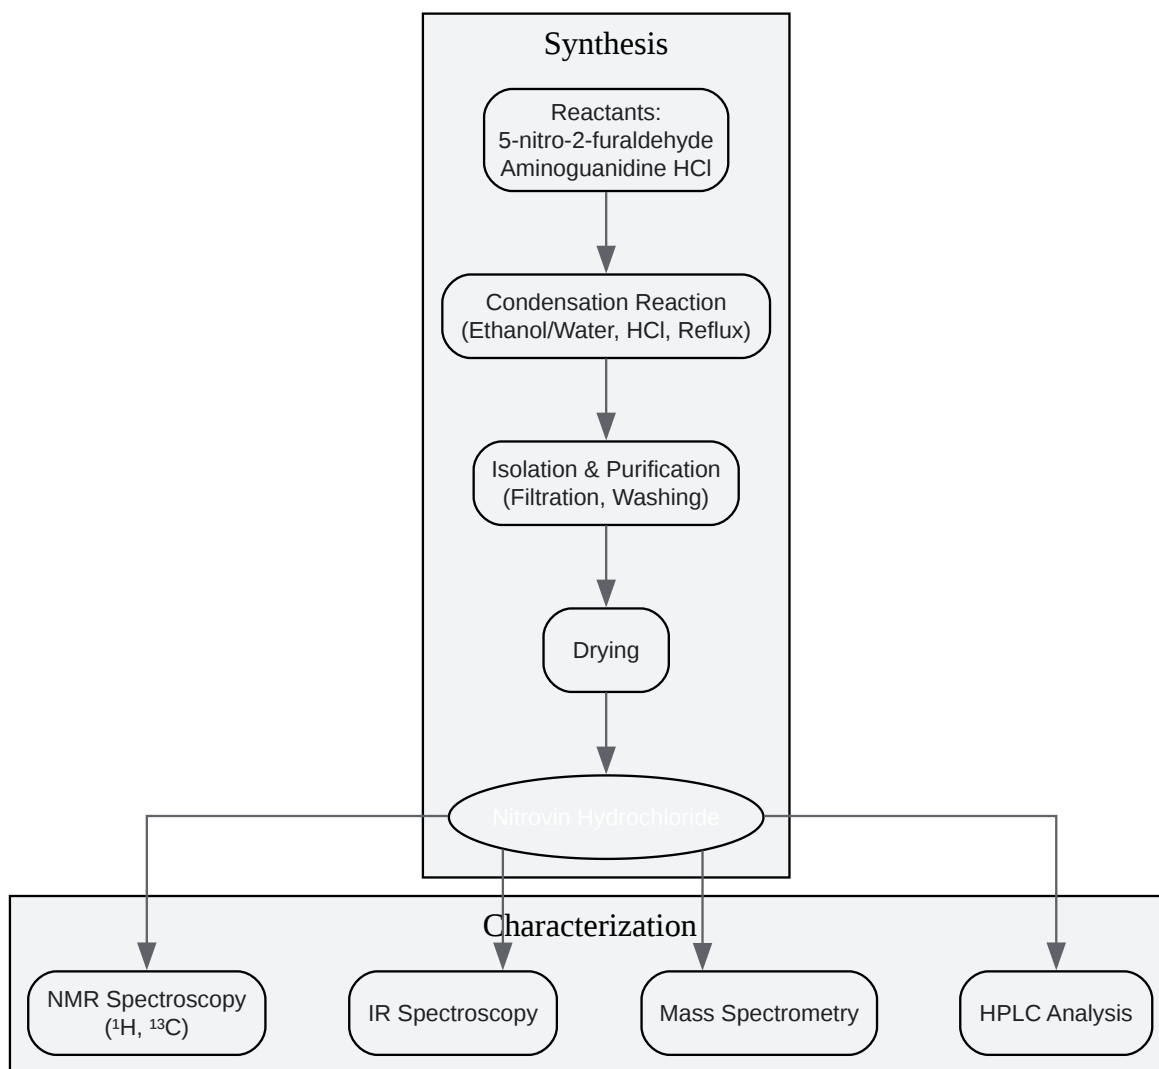 Synthesis
Reactants:
5-nitro-2-furaldehyde
Aminoguanidine HCl
Condensation Reaction
(Ethanol/Water, HCl, Reflux)
Isolation & Purification
(Filtration, Washing)
Drying
Nitrovin Hydrochloride
Characterization
NMR Spectroscopy
(¹H, ¹³C)
IR Spectroscopy
Mass Spectrometry
HPLC Analysis